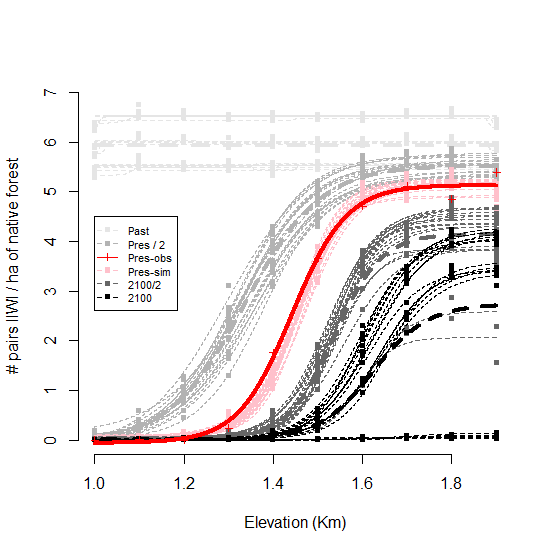 # pairs IIWI / ha of native forest
7
6
5
4
3
2
1
0
Past
Pres / 2
Pres-obs
Pres-sim
2100/2
2100
1.0
1.2
1.4
1.6
1.8
Elevation (Km)